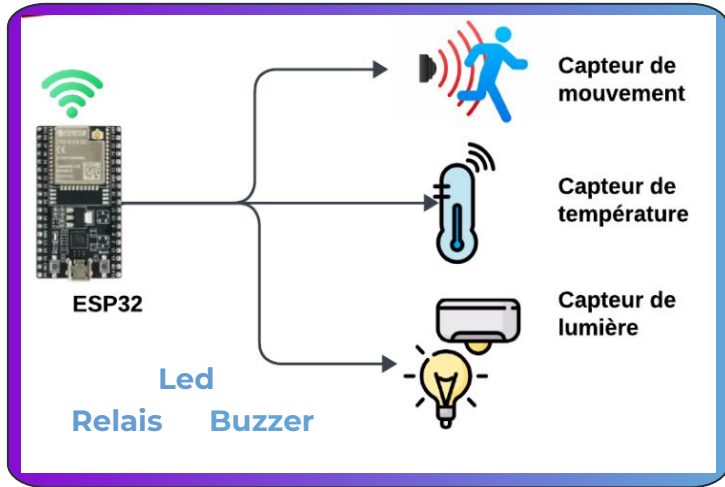 Capteur de
mouvement
Capteur de
température
ESP32
Capteur de
lumière
Led
Relais Buzzer